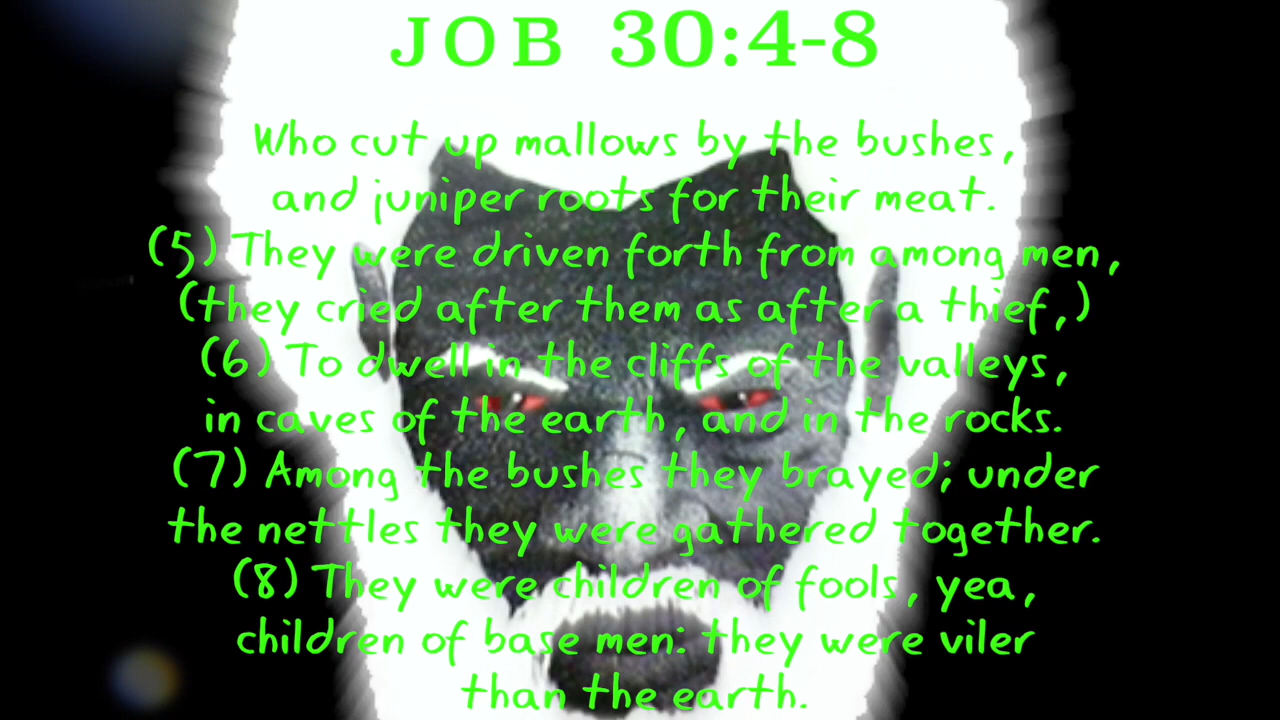 JOB 30:4-8
Who cut up mallows by the bushes,
and juniper roots for their meat.
(5) They were driven forth from among men,
(they cried after them as after a thief,)
(6) To dwell in the cliffs of the valleys,
in caves of the earth, and in the rocks.
(7) Among the bushes they brayed; under
the nettles they were gathered together.
(8) They were children of fools, yea,
children of base men: they were viler
than the earth.